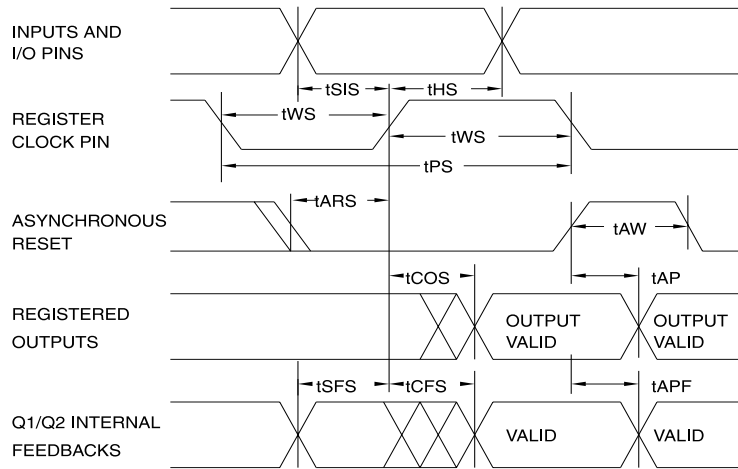 INPUTS AND
I/O PINS
tSIS
tHS
REGISTER
CLOCK PIN
tWS
tWS
tPS
ASYNCHRONOUS
RESET
tARS
tAW
tCOS
tAP
REGISTERED
OUTPUTS
OUTPUT
VALID
OUTPUT
VALID
tSFS
tCFS
tAPF
Q1/Q2 INTERNAL
FEEDBACKS
VALID
VALID